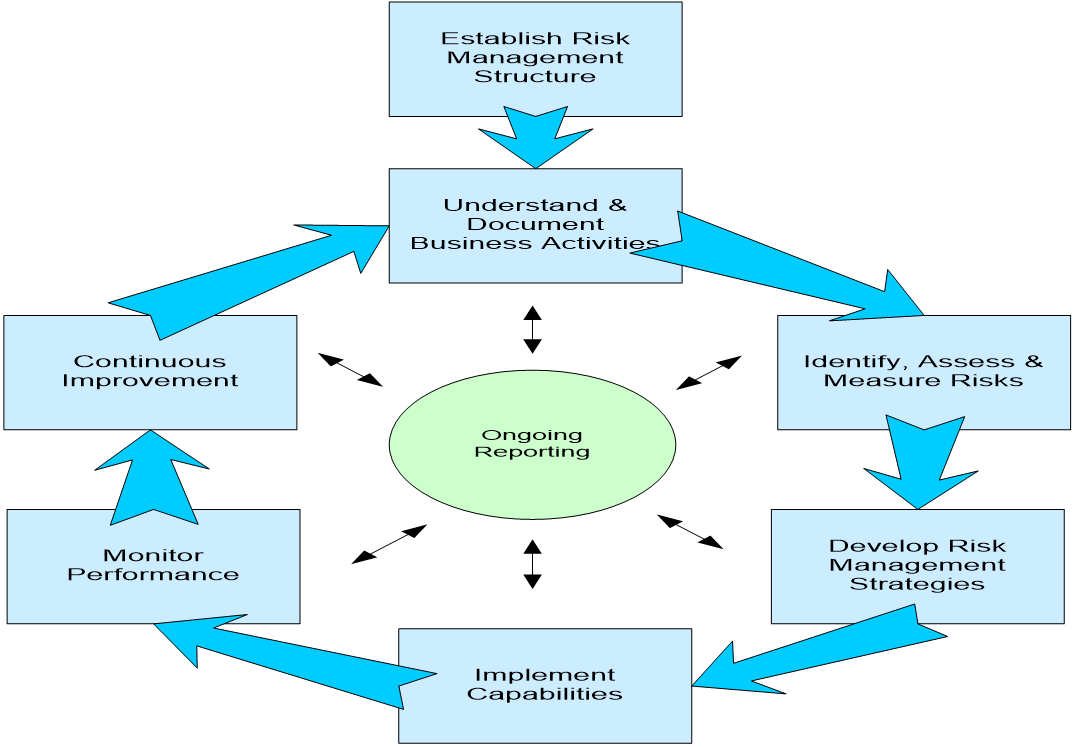 Establish Risk
Management
Structure
Understand &
Document
Business Activities
Continuous
Improvement
Identify, Assess &
Measure Risks
Ongoing
Reporting
Monitor
Performance
Develop Risk
Management
Strategies
Implement
Capabilities